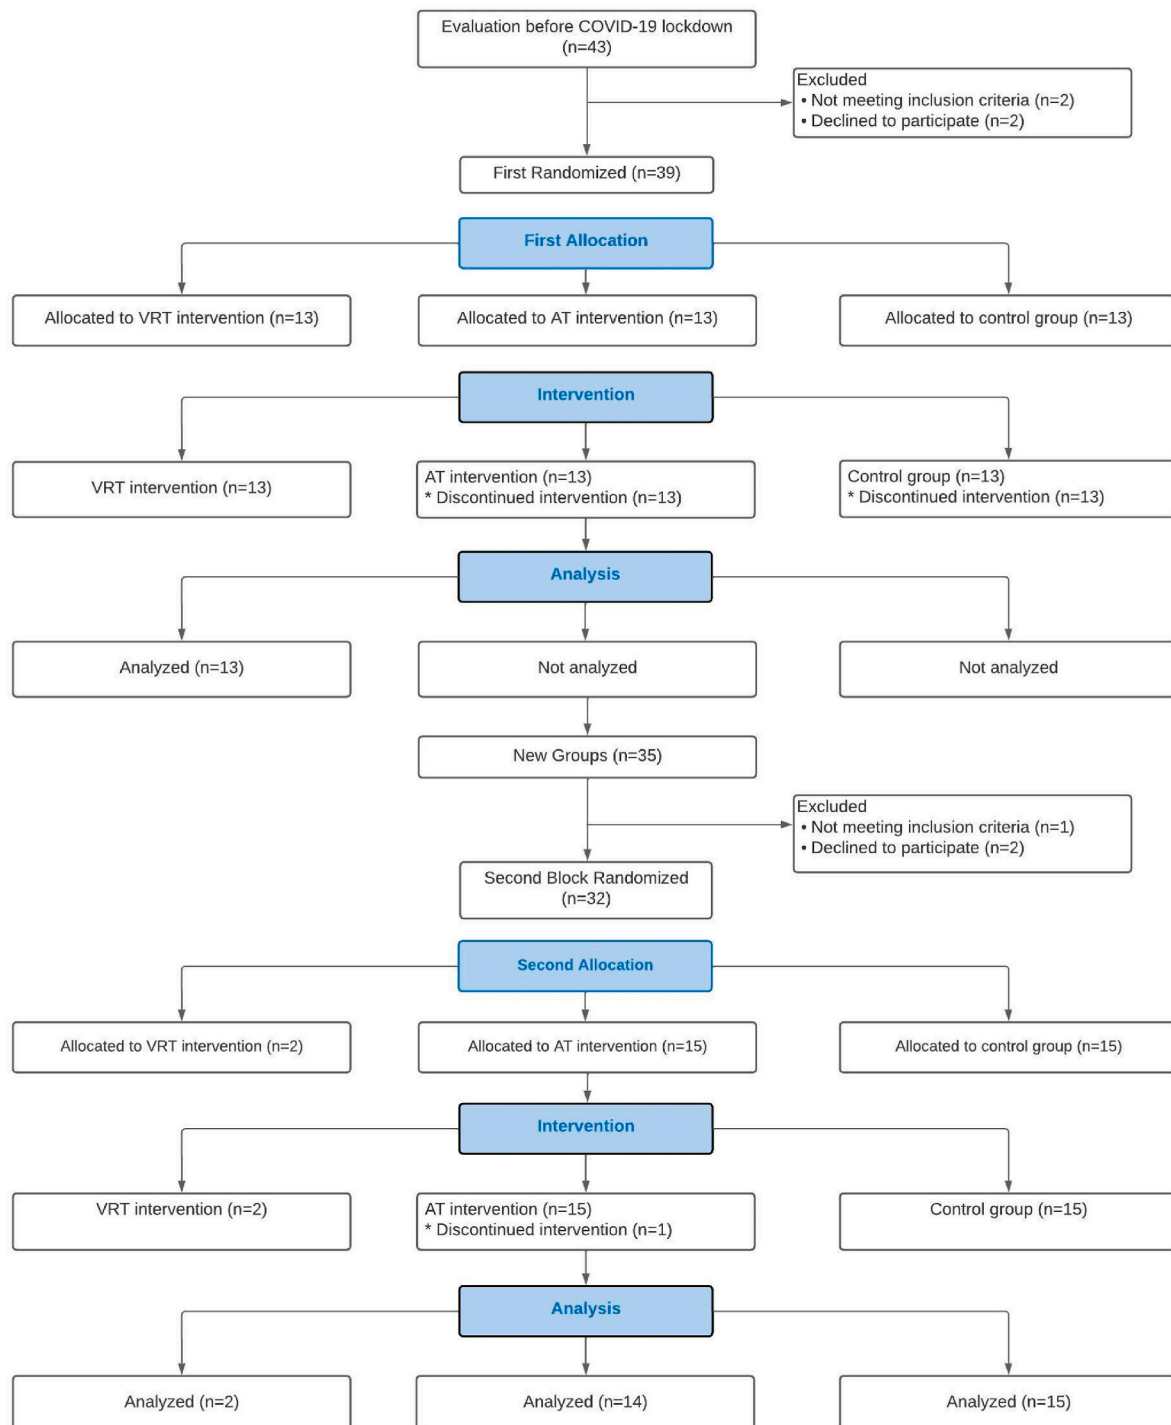 Evaluation before COVID-19 lockdown
(n=43)
Excluded
• Not meeting inclusion criteria (n=2)
• Declined to participate (n=2)
First Randomized (n=39)
First Allocation
Allocated to VRT intervention (n=13)
Allocated to AT intervention (n=13)
Allocated to control group (n=13)
Intervention
VRT intervention (n=13)
AT intervention (n=13)
* Discontinued intervention (n=13)
Control group (n=13)
* Discontinued intervention (n=13)
Analysis
Analyzed (n=13)
Not analyzed
Not analyzed
New Groups (n=35)
Excluded
• Not meeting inclusion criteria (n=1)
• Declined to participate (n=2)
Second Block Randomized
(n=32)
Second Allocation
Allocated to VRT intervention (n=2)
Allocated to AT intervention (n=15)
Allocated to control group (n=15)
Intervention
VRT intervention (n=2)
AT intervention (n=15)
* Discontinued intervention (n=1)
Control group (n=15)
Analysis
Analyzed (n=2)
Analyzed (n=14)
Analyzed (n=15)